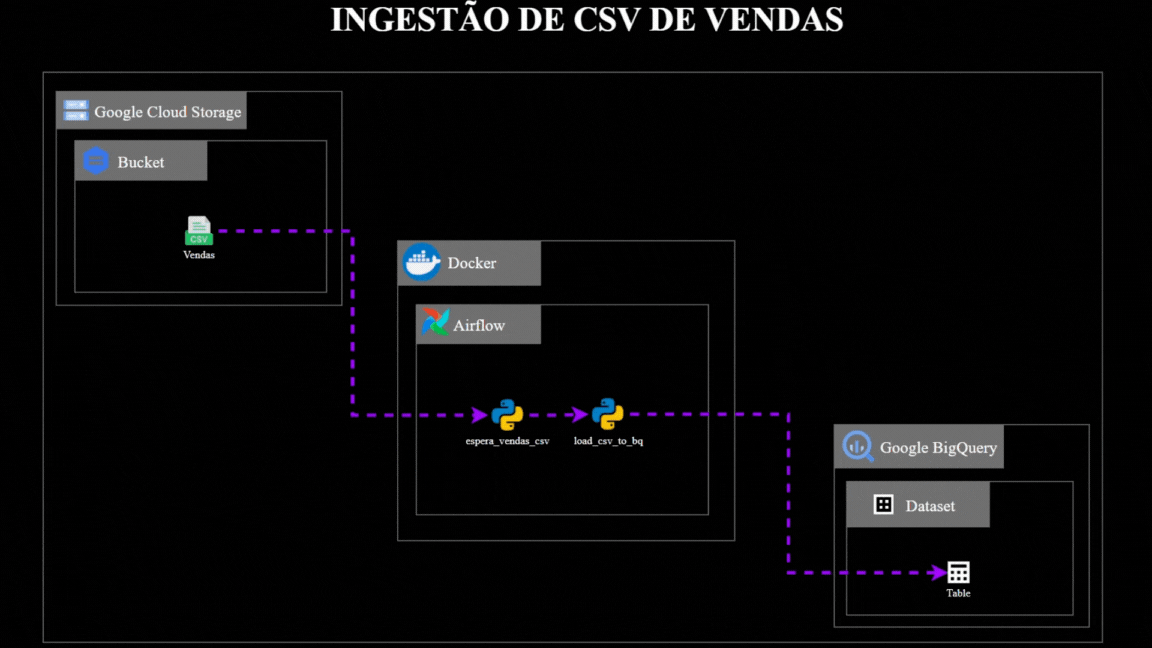 INGESTÃO DE CSV DE VENDAS
Google Cloud Storage
Bucket
CSV
Vendas
Docker
Airflow
espera_vendas_csv
load_csv_to_bq
Google BigQuery
Dataset
Table